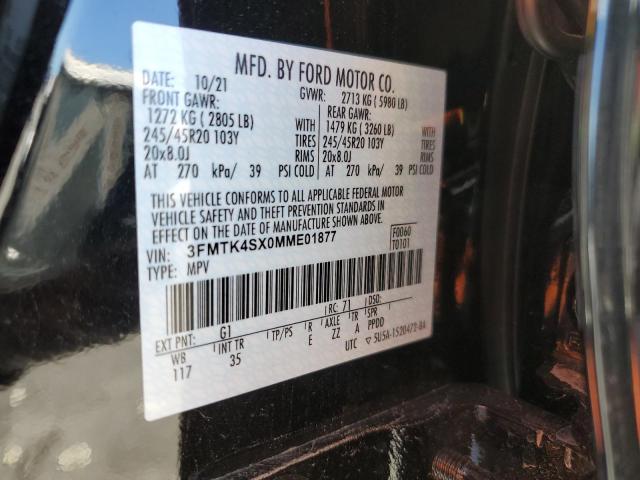 MFD. BY FORD MOTOR CO.
DATE: 10/21 GVWR: 2713 KG ( 5980 LB)
FRONT GAWR: REAR GAWR:
1272 KG ( 2805 LB) WITH 1479 KG ( 3260 LB) WITH
245/45R20 103Y TIRES 245/45R20 103Y TIRES
20x8.0J RIMS 20x8.0J RIMS
AT 270 kPa/ 39 PSI COLD AT 270 kPa/ 39 PSI COLD
THIS VEHICLE CONFORMS TO ALL APPLICABLE FEDERAL MOTOR
VEHICLE SAFETY AND THEFT PREVENTION STANDARDS IN
EFFECT ON THE DATE OF MANUFACTURE SHOWN ABOVE.
VIN: 3FMTK4SX0MME01877 F0060
TYPE: MPV T0101
EXT PNT: G1 RC: 71 DSO:
WB INT TR TP/PS R AXLE TR SPR
117 35 E ZZ A PPDD
UTC ▽ 5U5A-1520472-BA